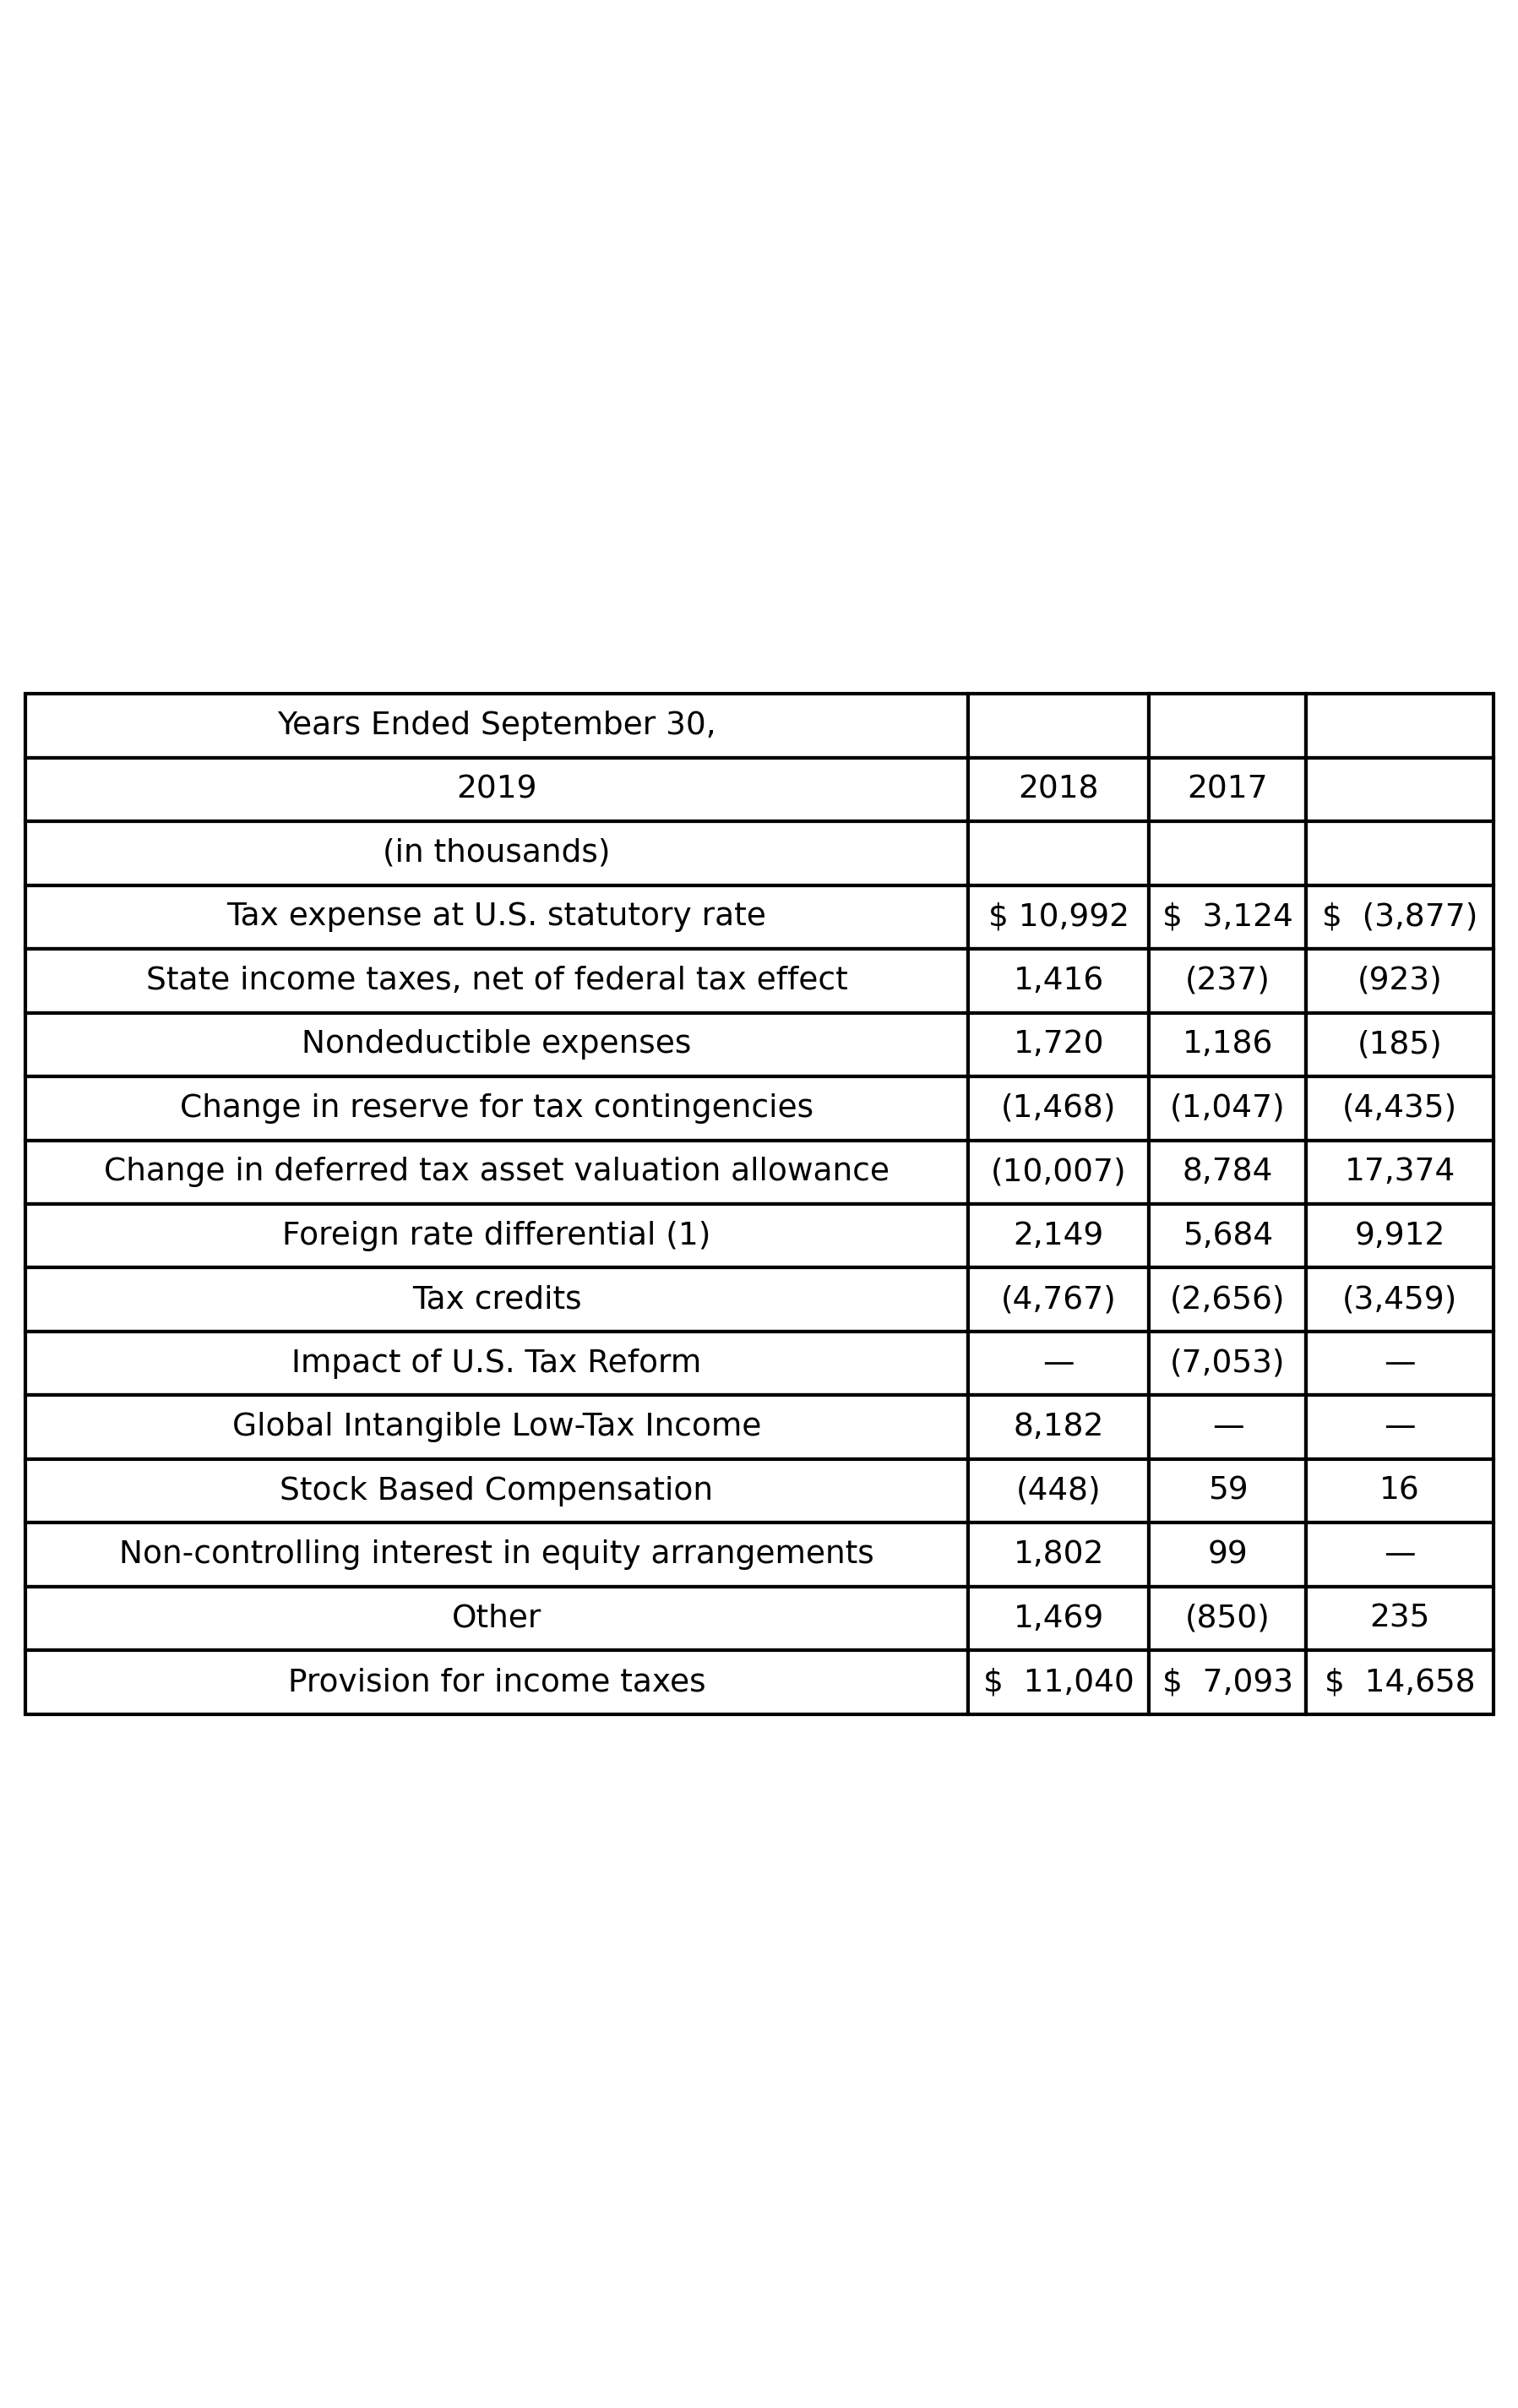 Years Ended September 30,
2019 2018 2017
(in thousands)
Tax expense at U.S. statutory rate $ 10,992 $ 3,124 $ (3,877)
State income taxes, net of federal tax effect 1,416 (237) (923)
Nondeductible expenses 1,720 1,186 (185)
Change in reserve for tax contingencies (1,468) (1,047) (4,435)
Change in deferred tax asset valuation allowance (10,007) 8,784 17,374
Foreign rate differential (1) 2,149 5,684 9,912
Tax credits (4,767) (2,656) (3,459)
Impact of U.S. Tax Reform — (7,053) —
Global Intangible Low-Tax Income 8,182 — —
Stock Based Compensation (448) 59 16
Non-controlling interest in equity arrangements 1,802 99 —
Other 1,469 (850) 235
Provision for income taxes $ 11,040 $ 7,093 $ 14,658